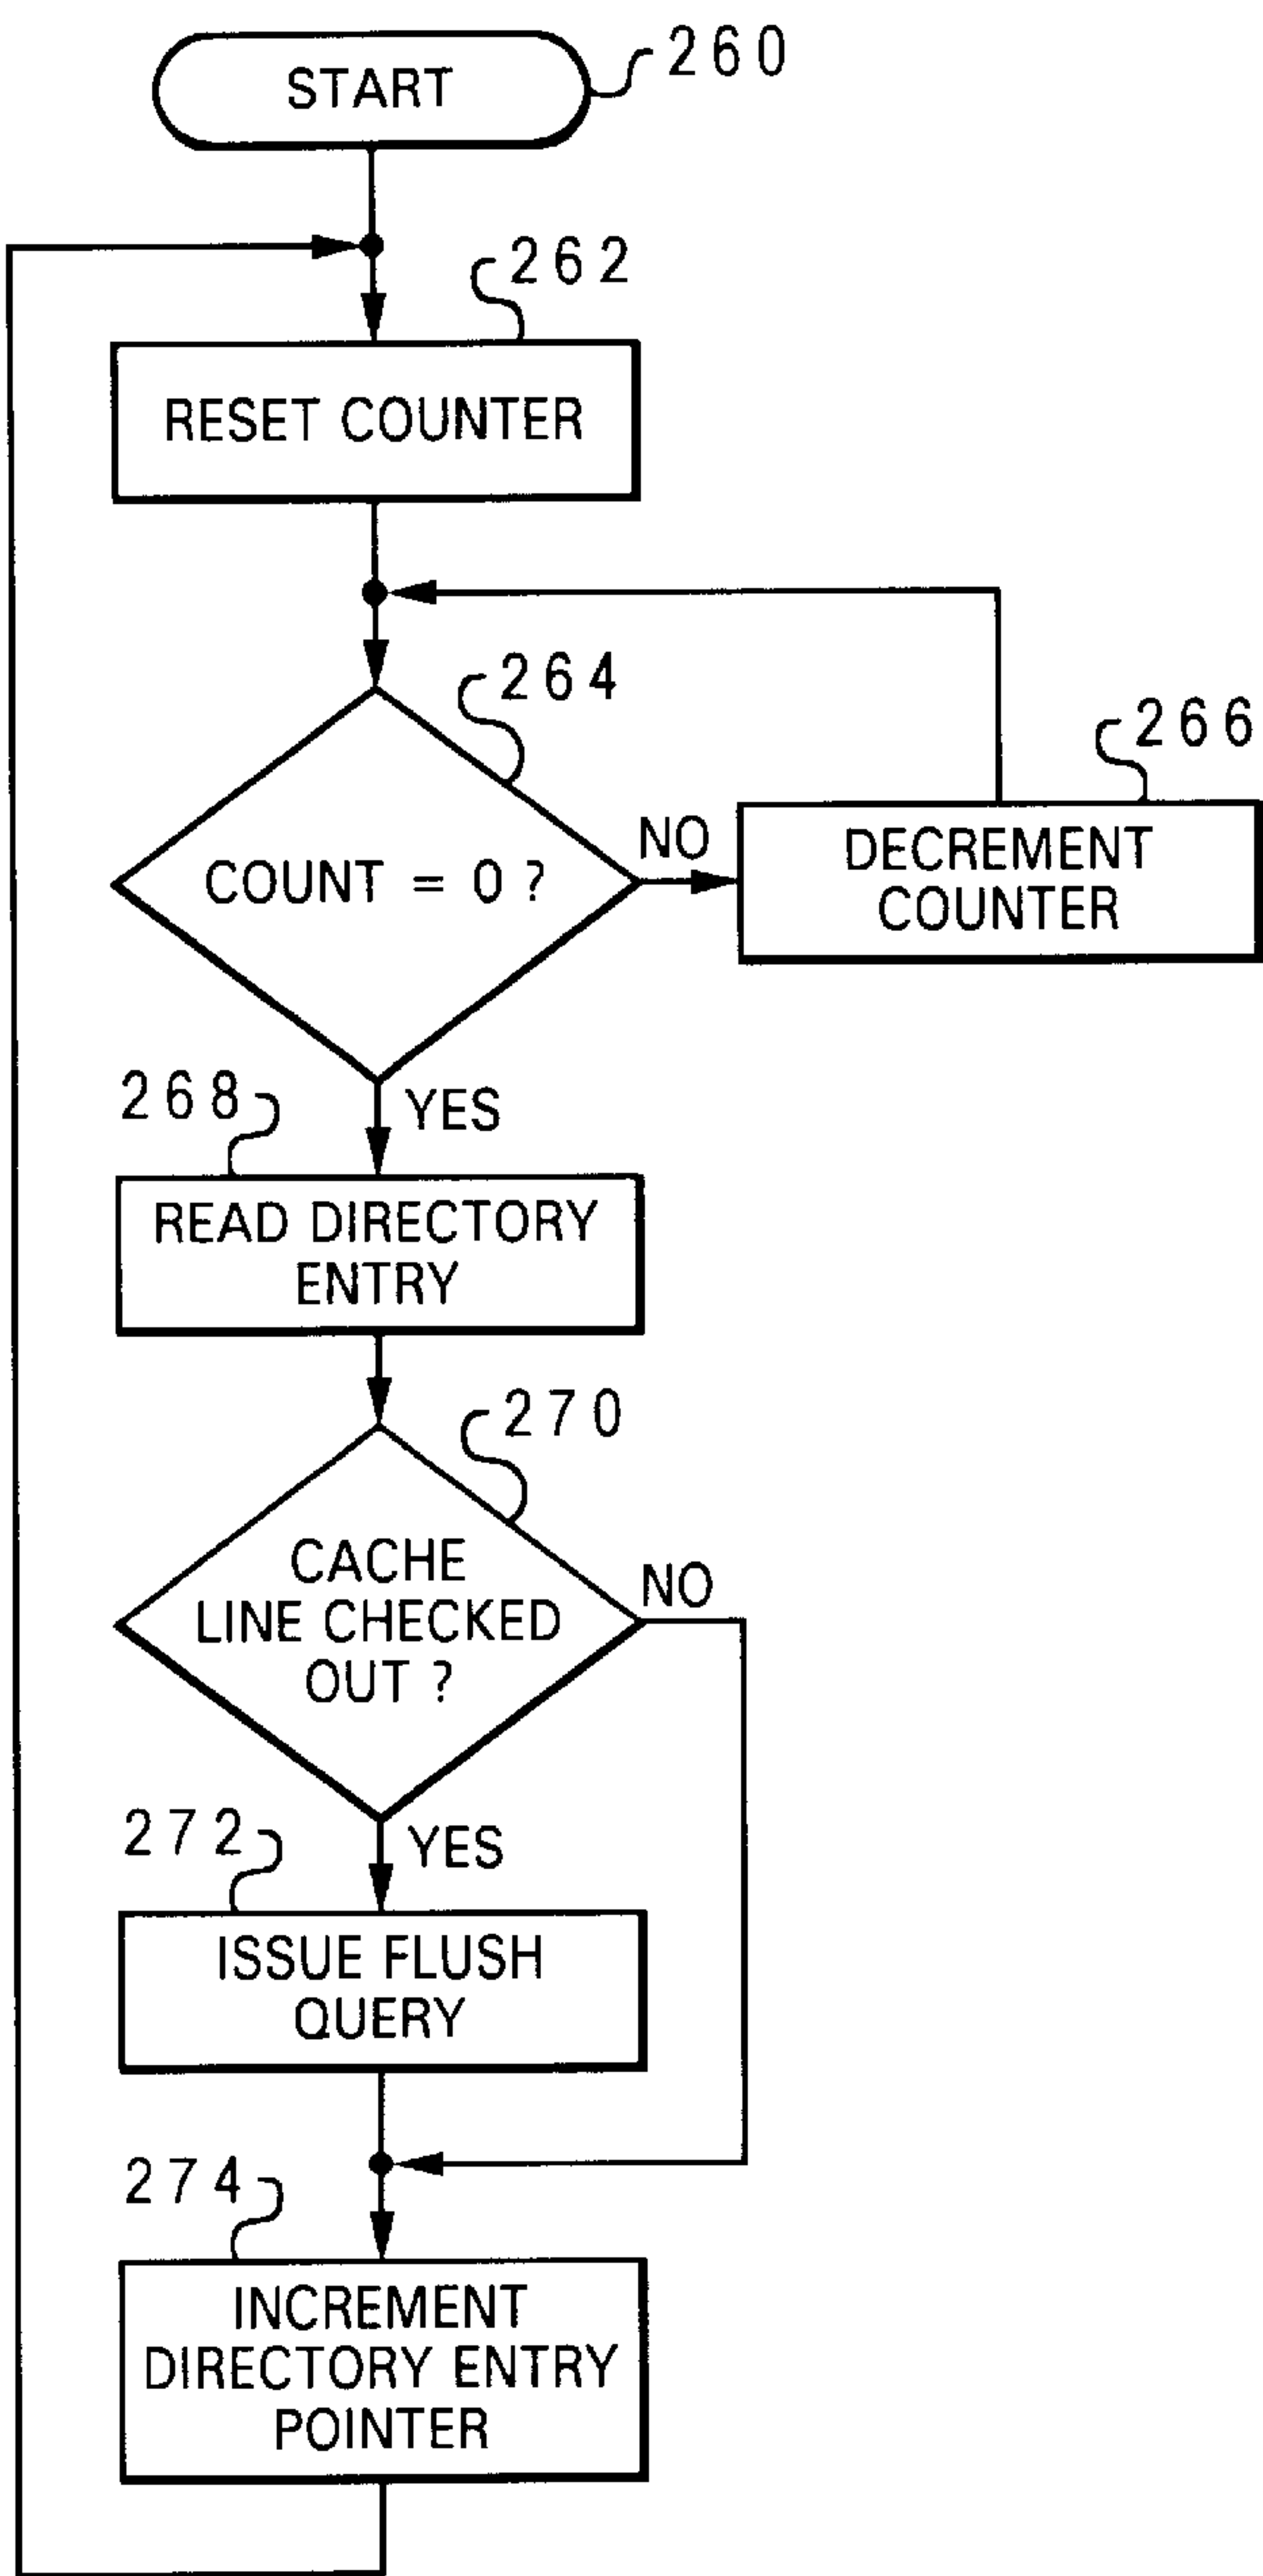 START
260
262
RESET COUNTER
264
266
COUNT = 0 ?
NO
DECREMENT
COUNTER
YES
268
READ DIRECTORY
ENTRY
270
CACHE
LINE CHECKED
OUT ?
NO
YES
272
ISSUE FLUSH
QUERY
274
INCREMENT
DIRECTORY ENTRY
POINTER